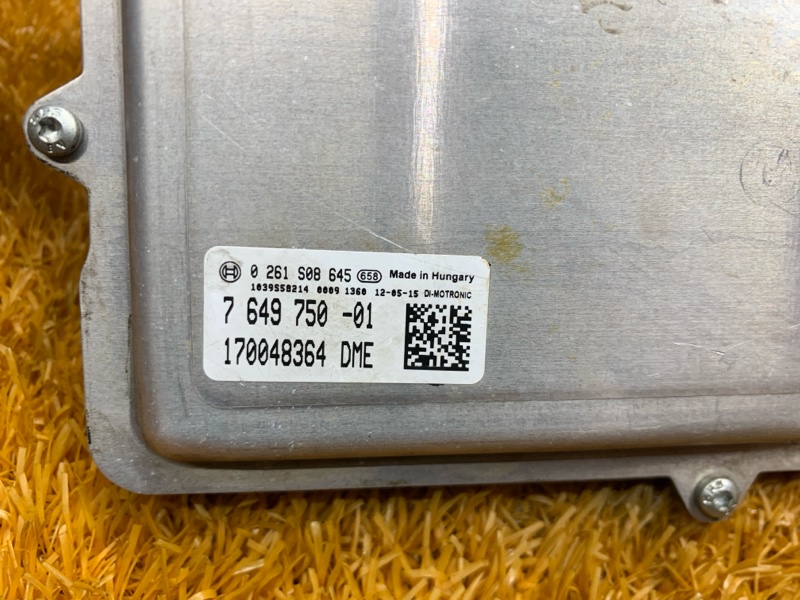 0 261 S08 645 658 Made in Hungary
1039S58214 0009 1360 12-05-15 DI-MOTRONIC
7 649 750 -01
170048364 DME